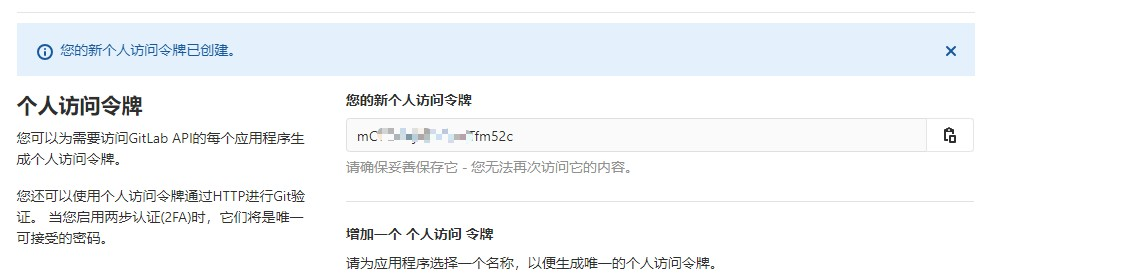 您的新个人访问令牌已创建。
个人访问令牌
您可以为需要访问GitLab API的每个应用程序生
成个人访问令牌。
您还可以使用个人访问令牌通过HTTP进行Git验
证。 当您启用两步认证(2FA)时，它们将是唯一
可接受的密码。
您的新个人访问令牌
fm52c
请确保妥善保存它 - 您无法再次访问它的内容。
增加一个 个人访问 令牌
请为应用程序选择一个名称，以便生成唯一的个人访问令牌。